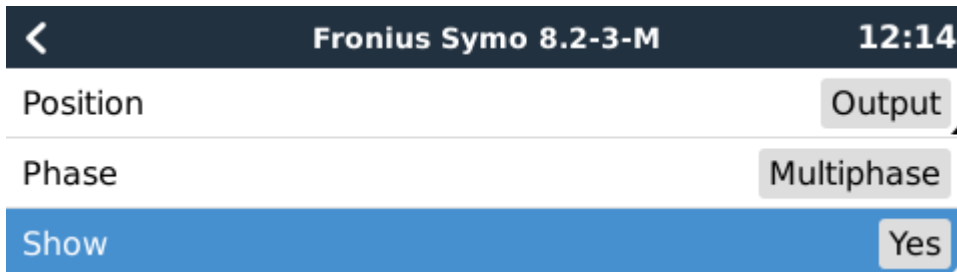 Fronius Symo 8.2-3-M 12:14
Position Output
Phase Multiphase
Show Yes